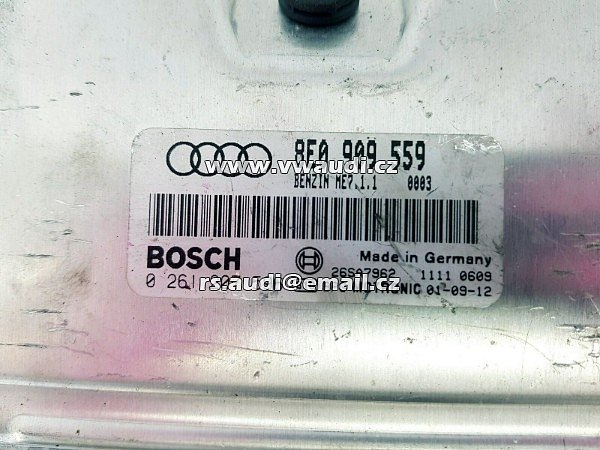 8E0 909 559
www.vwaudi.cz
BENZIN ME7.1.1 0003
BOSCH Made in Germany
26SA7962 1111 0609
0 261
rs.audi@email.cz
01-09-12